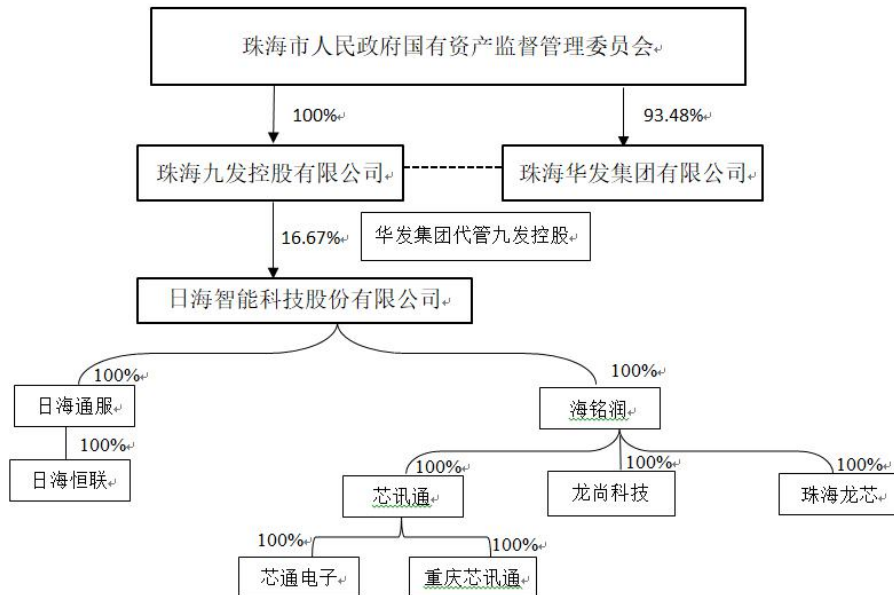 珠海市人民政府国有资产监督管理委员会
100%
93.48%
珠海九发控股有限公司
珠海华发集团有限公司
16.67%
华发集团代管九发控股
日海智能科技股份有限公司
100%
100%
日海通服
海铭润
100%
日海恒联
100%
100%
100%
芯讯通
龙尚科技
珠海龙芯
100%
100%
芯通电子
重庆芯讯通